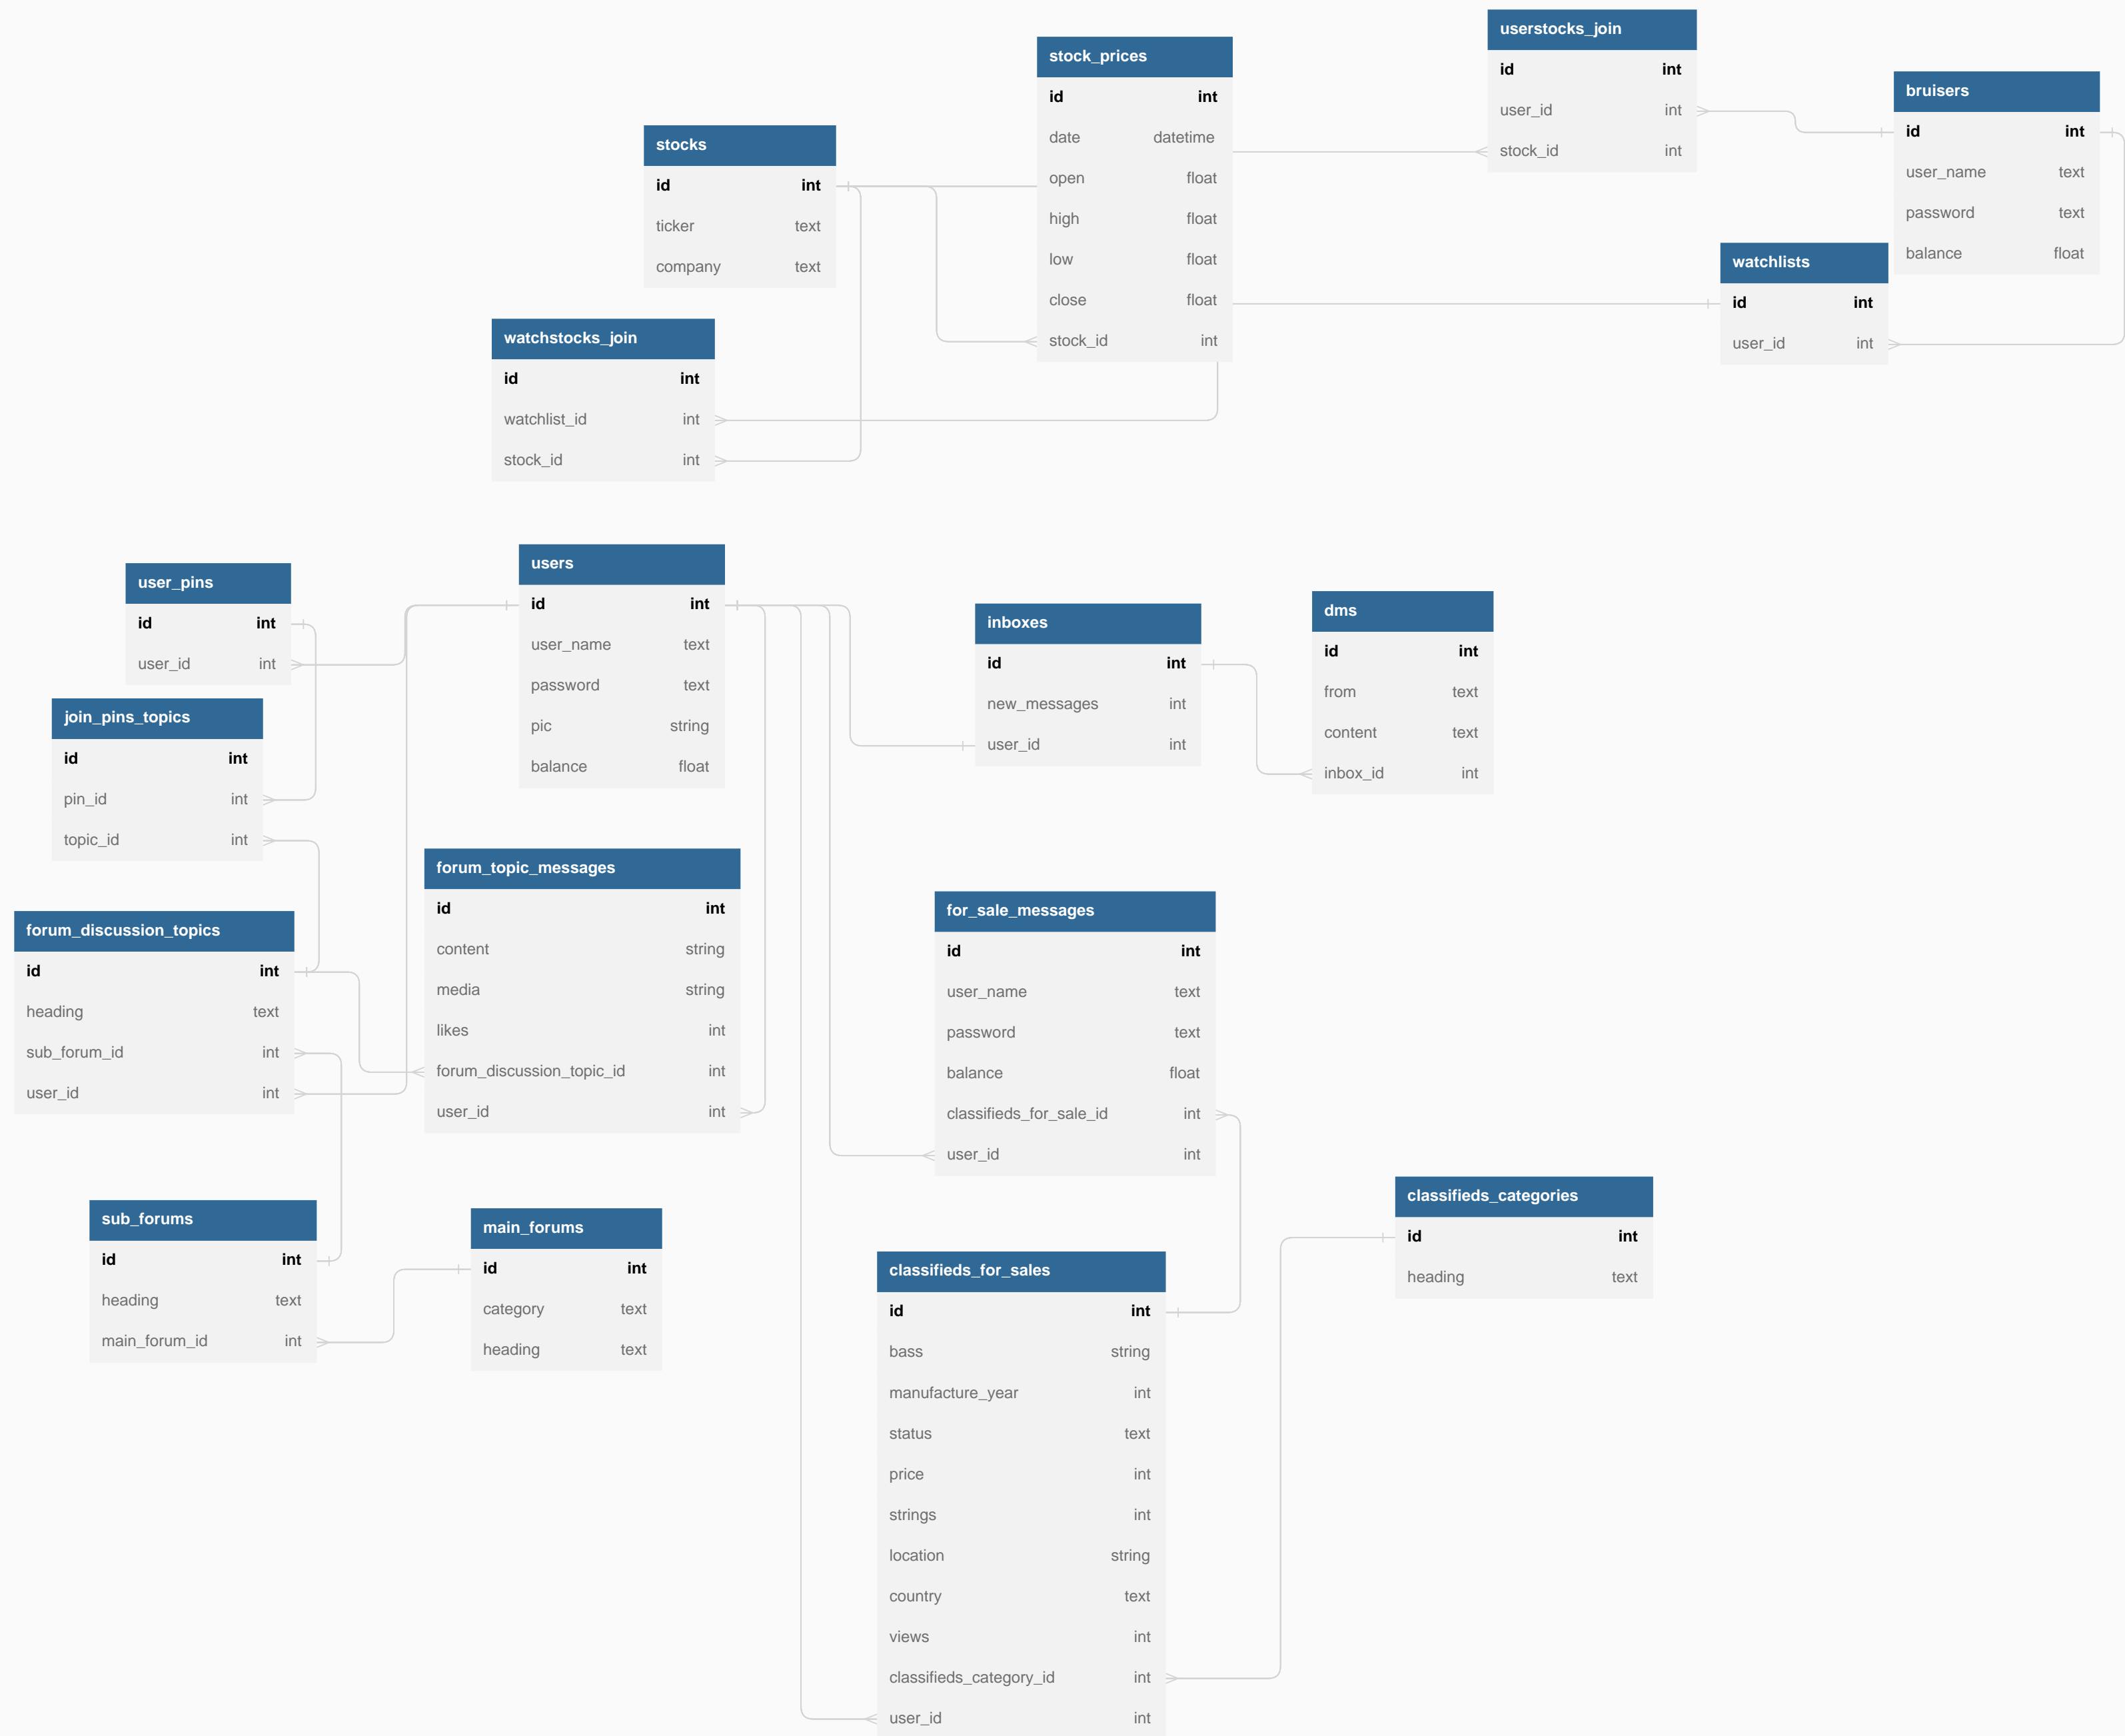 userstocks_join
id int
user_id int
stock_id int
stock_prices
id int
date datetime
open float
high float
low float
close float
stock_id int
bruisers
id int
user_name text
password text
balance float
stocks
id int
ticker text
company text
watchlists
id int
user_id int
watchstocks_join
id int
watchlist_id int
stock_id int
users
id int
user_name text
password text
pic string
balance float
user_pins
id int
user_id int
inboxes
id int
new_messages int
user_id int
dms
id int
from text
content text
inbox_id int
join_pins_topics
id int
pin_id int
topic_id int
forum_topic_messages
id int
content string
media string
likes int
forum_discussion_topic_id int
user_id int
for_sale_messages
id int
user_name text
password text
balance float
classifieds_for_sale_id int
user_id int
forum_discussion_topics
id int
heading text
sub_forum_id int
user_id int
classifieds_categories
id int
heading text
sub_forums
id int
heading text
main_forum_id int
main_forums
id int
category text
heading text
classifieds_for_sales
id int
bass string
manufacture_year int
status text
price int
strings int
location string
country text
views int
classifieds_category_id int
user_id int